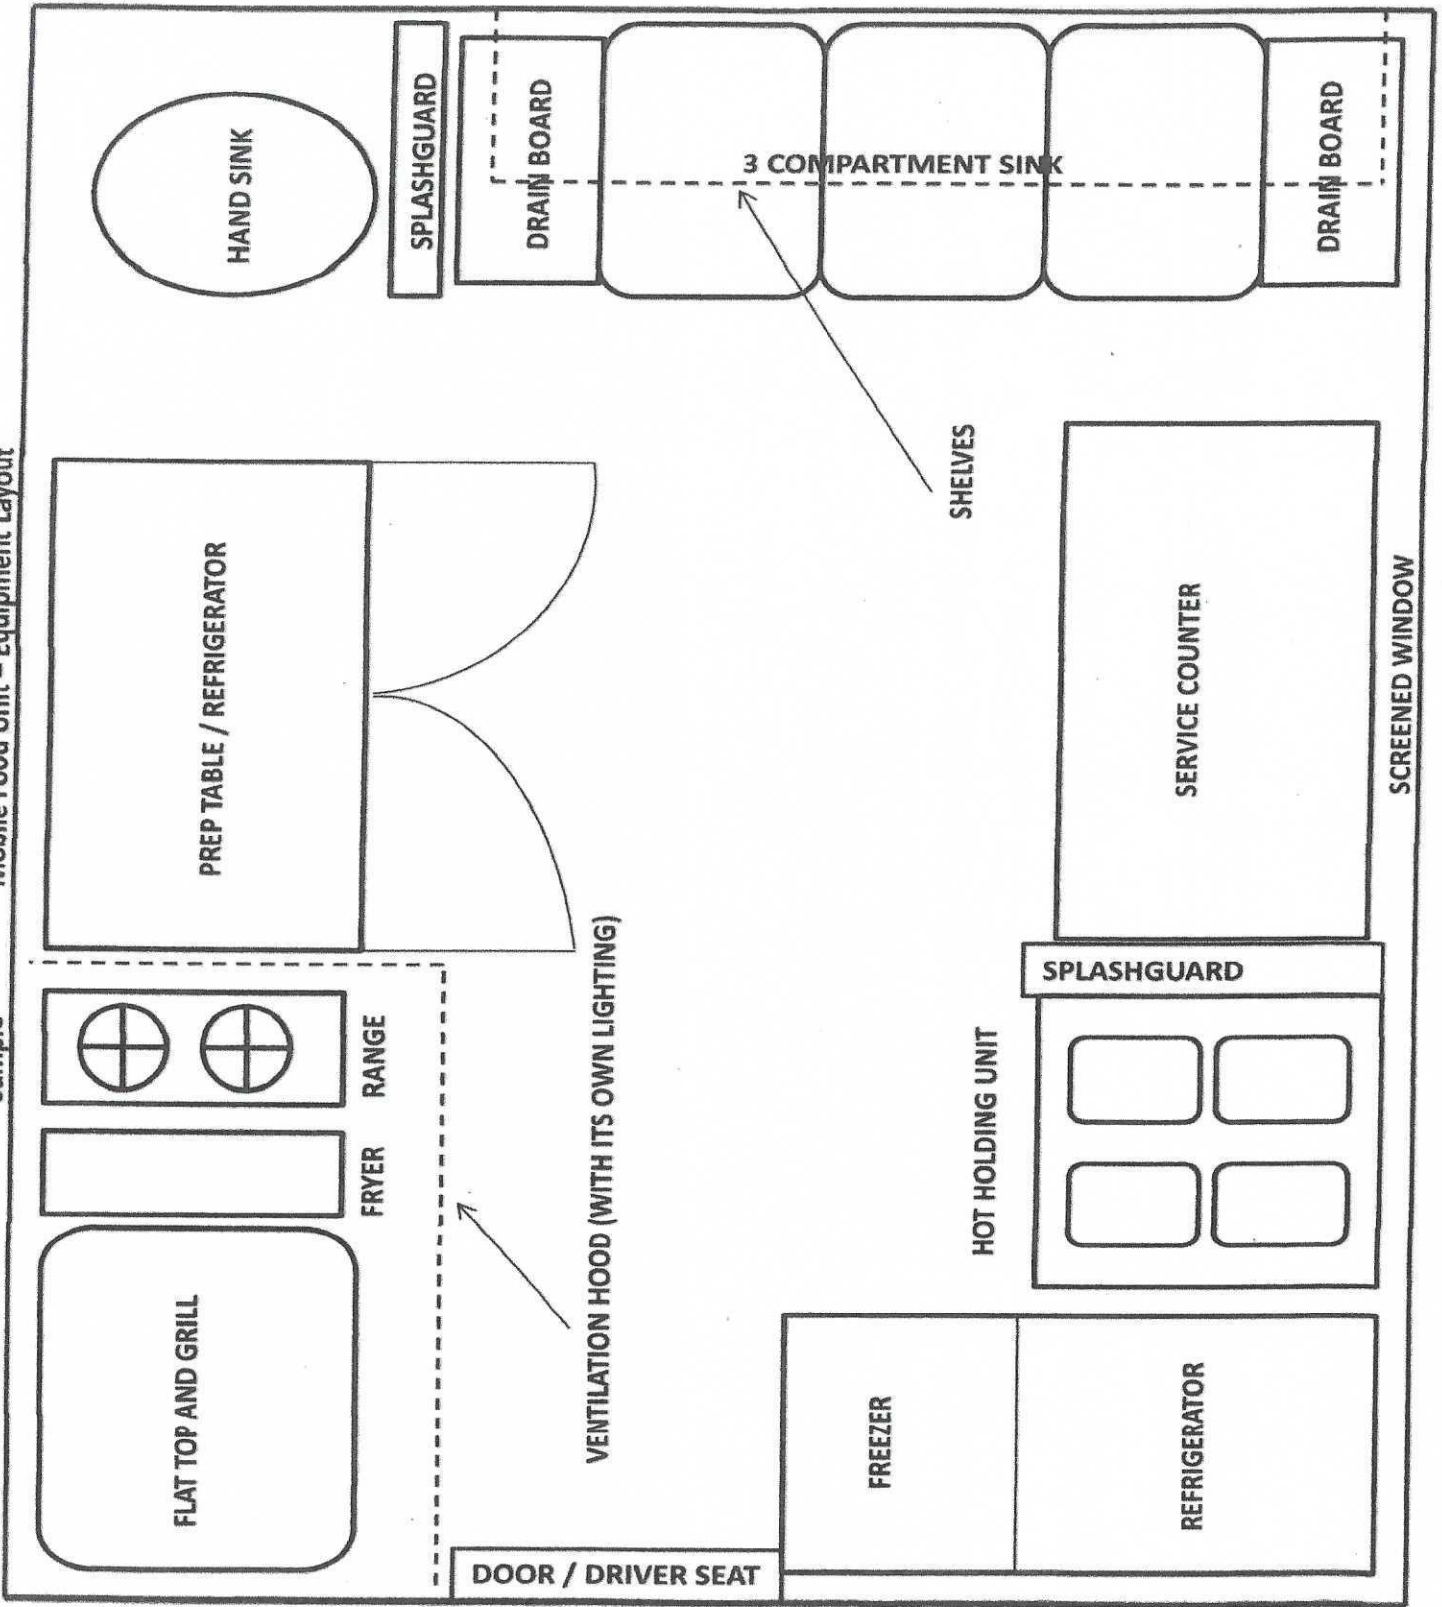 Sample Mobile Food Unit – Equipment Layout
FLAT TOP AND GRILL
FRYER
RANGE
PREP TABLE / REFRIGERATOR
HAND SINK
SPLASHGUARD
DRAIN BOARD
VENTILATION HOOD (WITH ITS OWN LIGHTING)
DOOR / DRIVER SEAT
3 COMPARTMENT SINK
SHELVES
FREEZER
HOT HOLDING UNIT
SPLASHGUARD
REFRIGERATOR
SERVICE COUNTER
DRAIN BOARD
SCREENED WINDOW